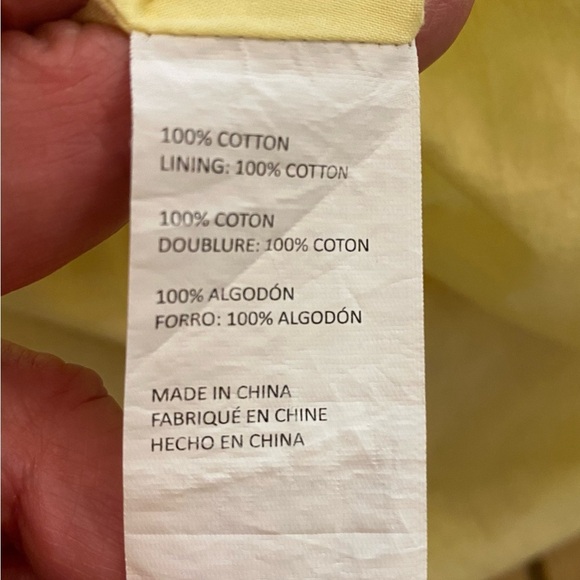 100% COTTON
LINING: 100% COTTON
100% COTON
DOUBLURE: 100% COTON
100% ALGODÓN
FORRO: 100% ALGODÓN
MADE IN CHINA
FABRIQUÉ EN CHINE
HECHO EN CHINA